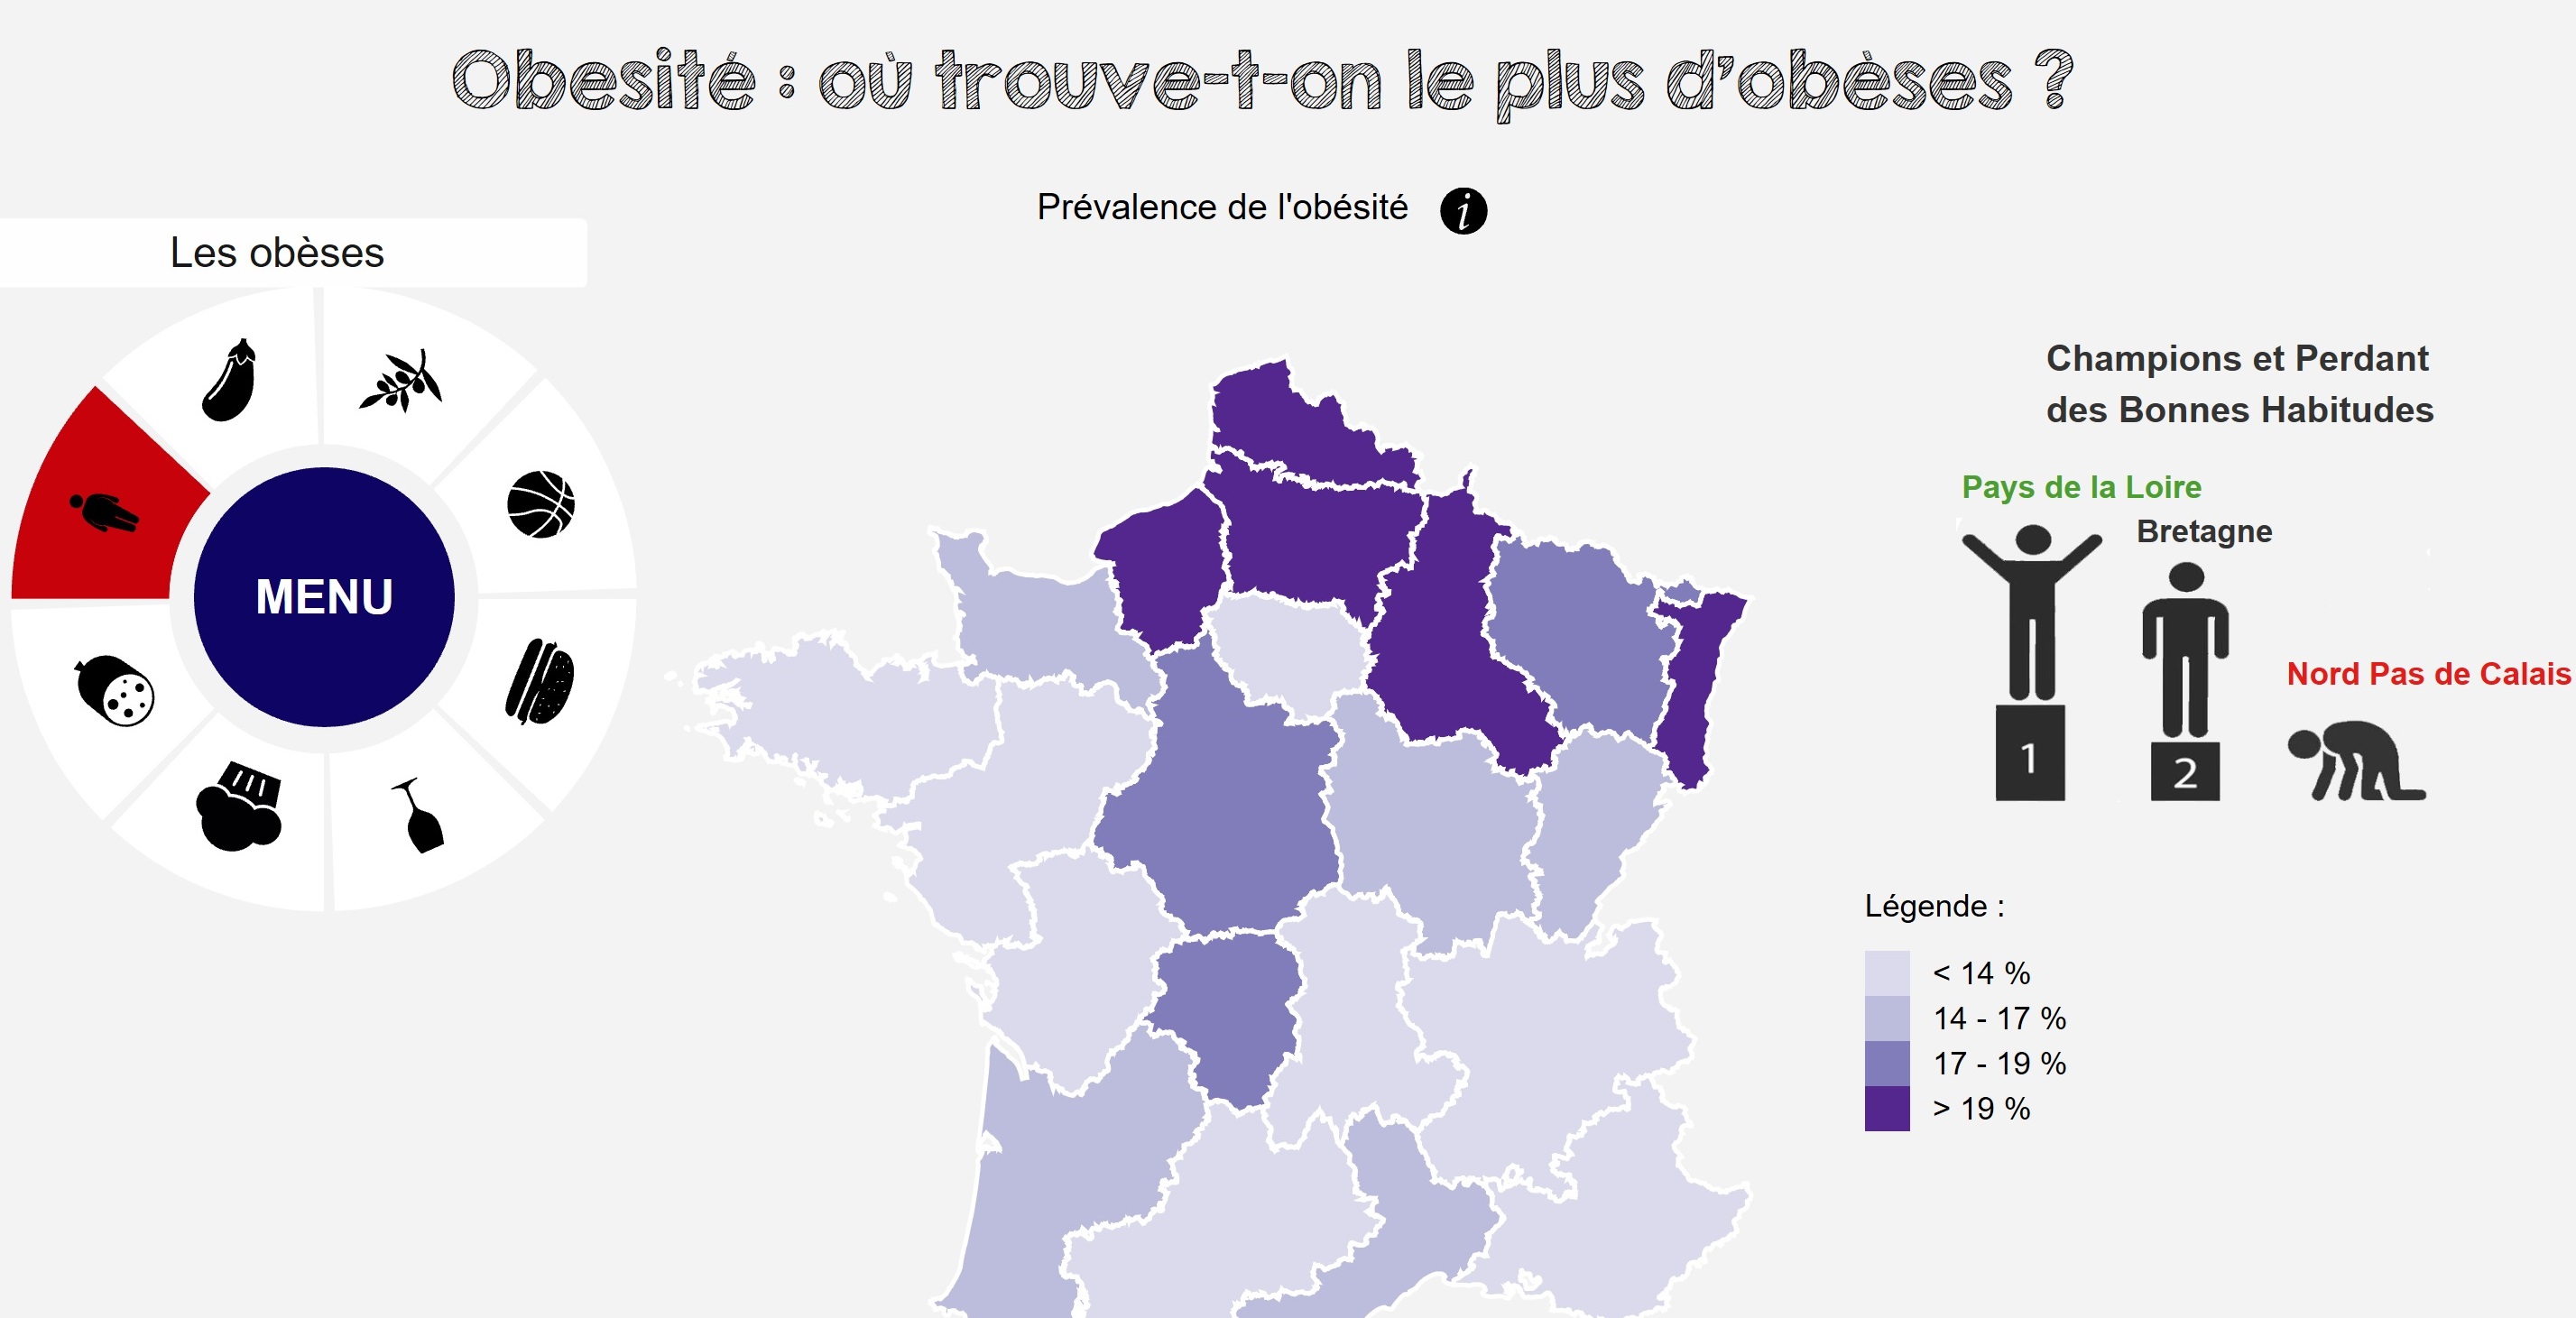 Obesité : où trouve-t-on le plus d'obèses ?
Prévalence de l'obésité i
Les obèses
MENU
Champions et Perdant
des Bonnes Habitudes
Pays de la Loire
Bretagne
Nord Pas de Calais
1
2
Légende :
< 14 %
14 - 17 %
17 - 19 %
> 19 %